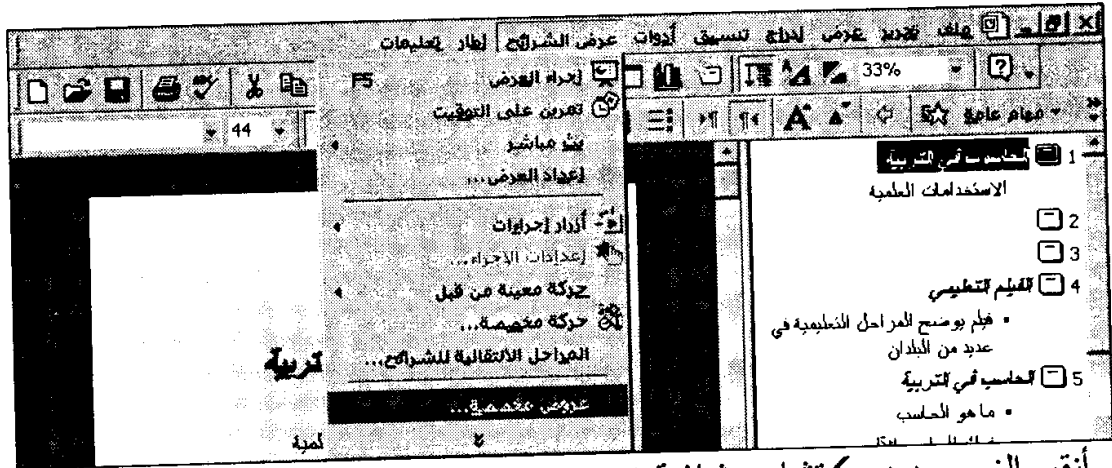 ملف تحرير عرض إدراج تنسيق أدوات عرض الشرائح إطار تعليمات
33%
44
مهام عامة
إجراء العرض F5
تمرين على التوقيت
بث مباشر
إعداد العرض...
أزرار إجراءات
إعدادات الإجراء...
حركة معينة من قبل
حركة مخصصة...
المراحل الانتقالية للشرائح...
عروض مخصصة...
1 الحاسوب في التربية
الاستخدامات العلمية
2
3
4 الفيلم التعليمي
• فيلم يوضح المراحل التعليمية في
عديد من البلدان
5 الحاسب في التربية
• ما هو الحاسب
تربية
لمية